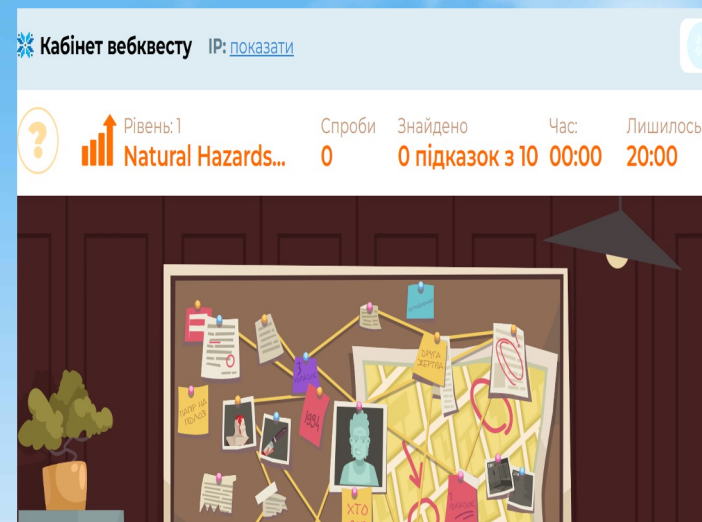 Кабінет вебквесту IP: показати
Рівень: 1 Спроби Знайдено Час: Лишилось
Natural Hazards... 0 0 підказок з 10 00:00 20:00
ДРУГА
ЖЕРТВА
1994
ХТО